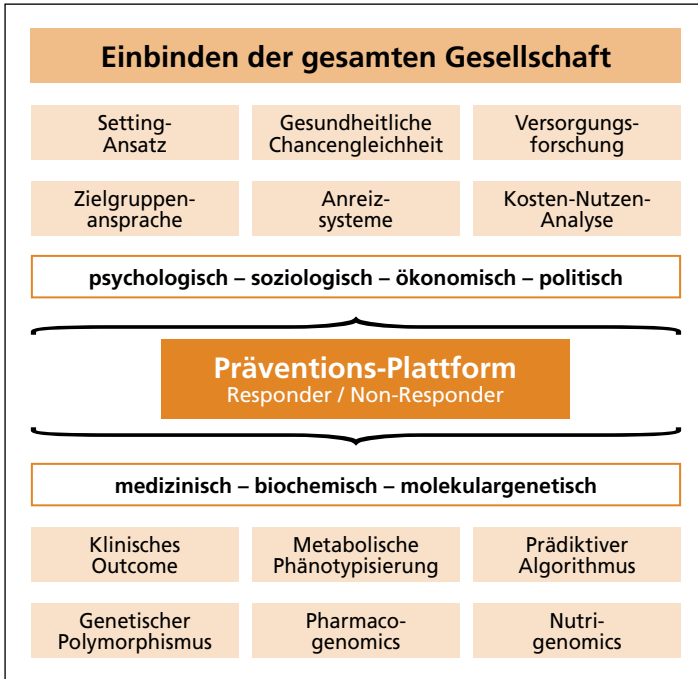 Einbinden der gesamten Gesellschaft
Setting-
Ansatz
Gesundheitliche
Chancengleichheit
Versorgungs-
forschung
Zielgruppen-
ansprache
Anreiz-
systeme
Kosten-Nutzen-
Analyse
psychologisch – soziologisch – ökonomisch – politisch
Präventions-Plattform
Responder / Non-Responder
medizinisch – biochemisch – molekulargenetisch
Klinisches
Outcome
Metabolische
Phänotypisierung
Prädiktiver
Algorithmus
Genetischer
Polymorphismus
Pharmaco-
genomics
Nutri-
genomics